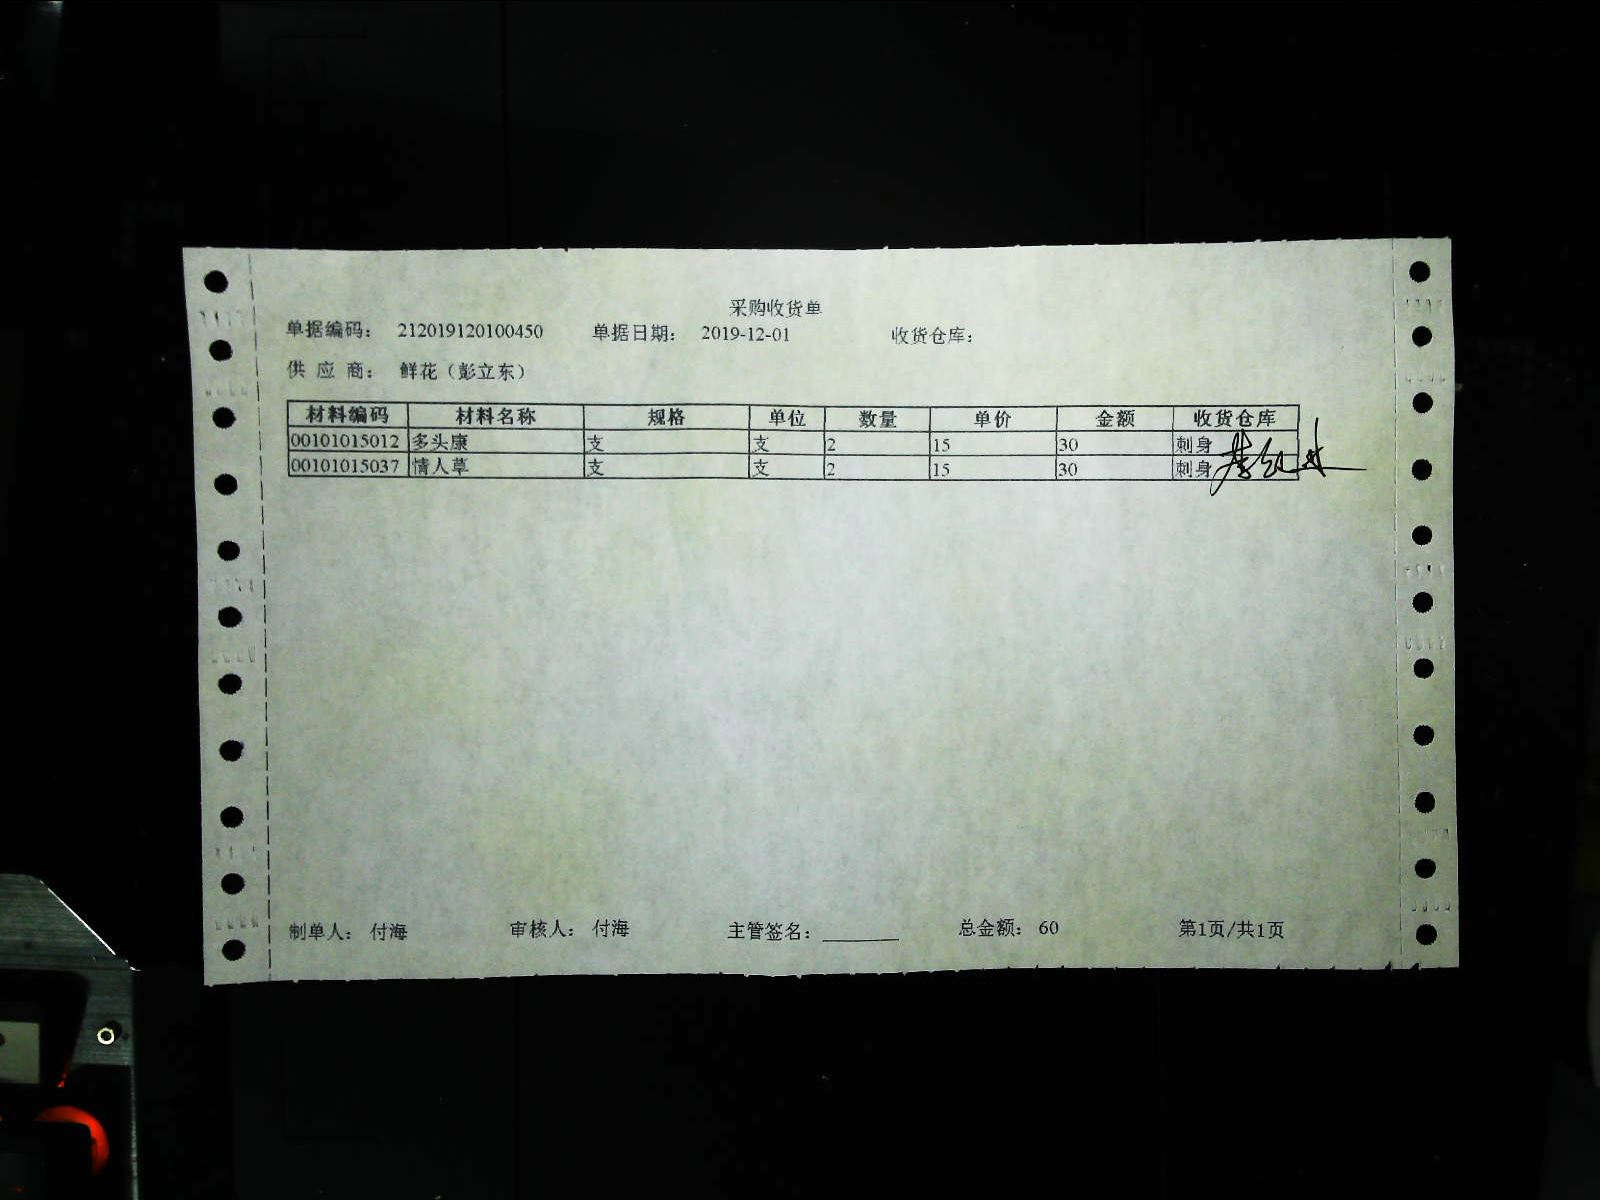 采购收货单
单据编码: 212019120100450 单据日期: 2019-12-01 收货仓库:
供应商: 鲜花（彭立东）
材料编码 材料名称 规格 单位 数量 单价 金额 收货仓库
00101015012 多头康 支 支 2 15 30 刺身
00101015037 情人草 支 支 2 15 30 刺身
制单人: 付海 审核人: 付海 主管签名: 总金额: 60 第1页/共1页